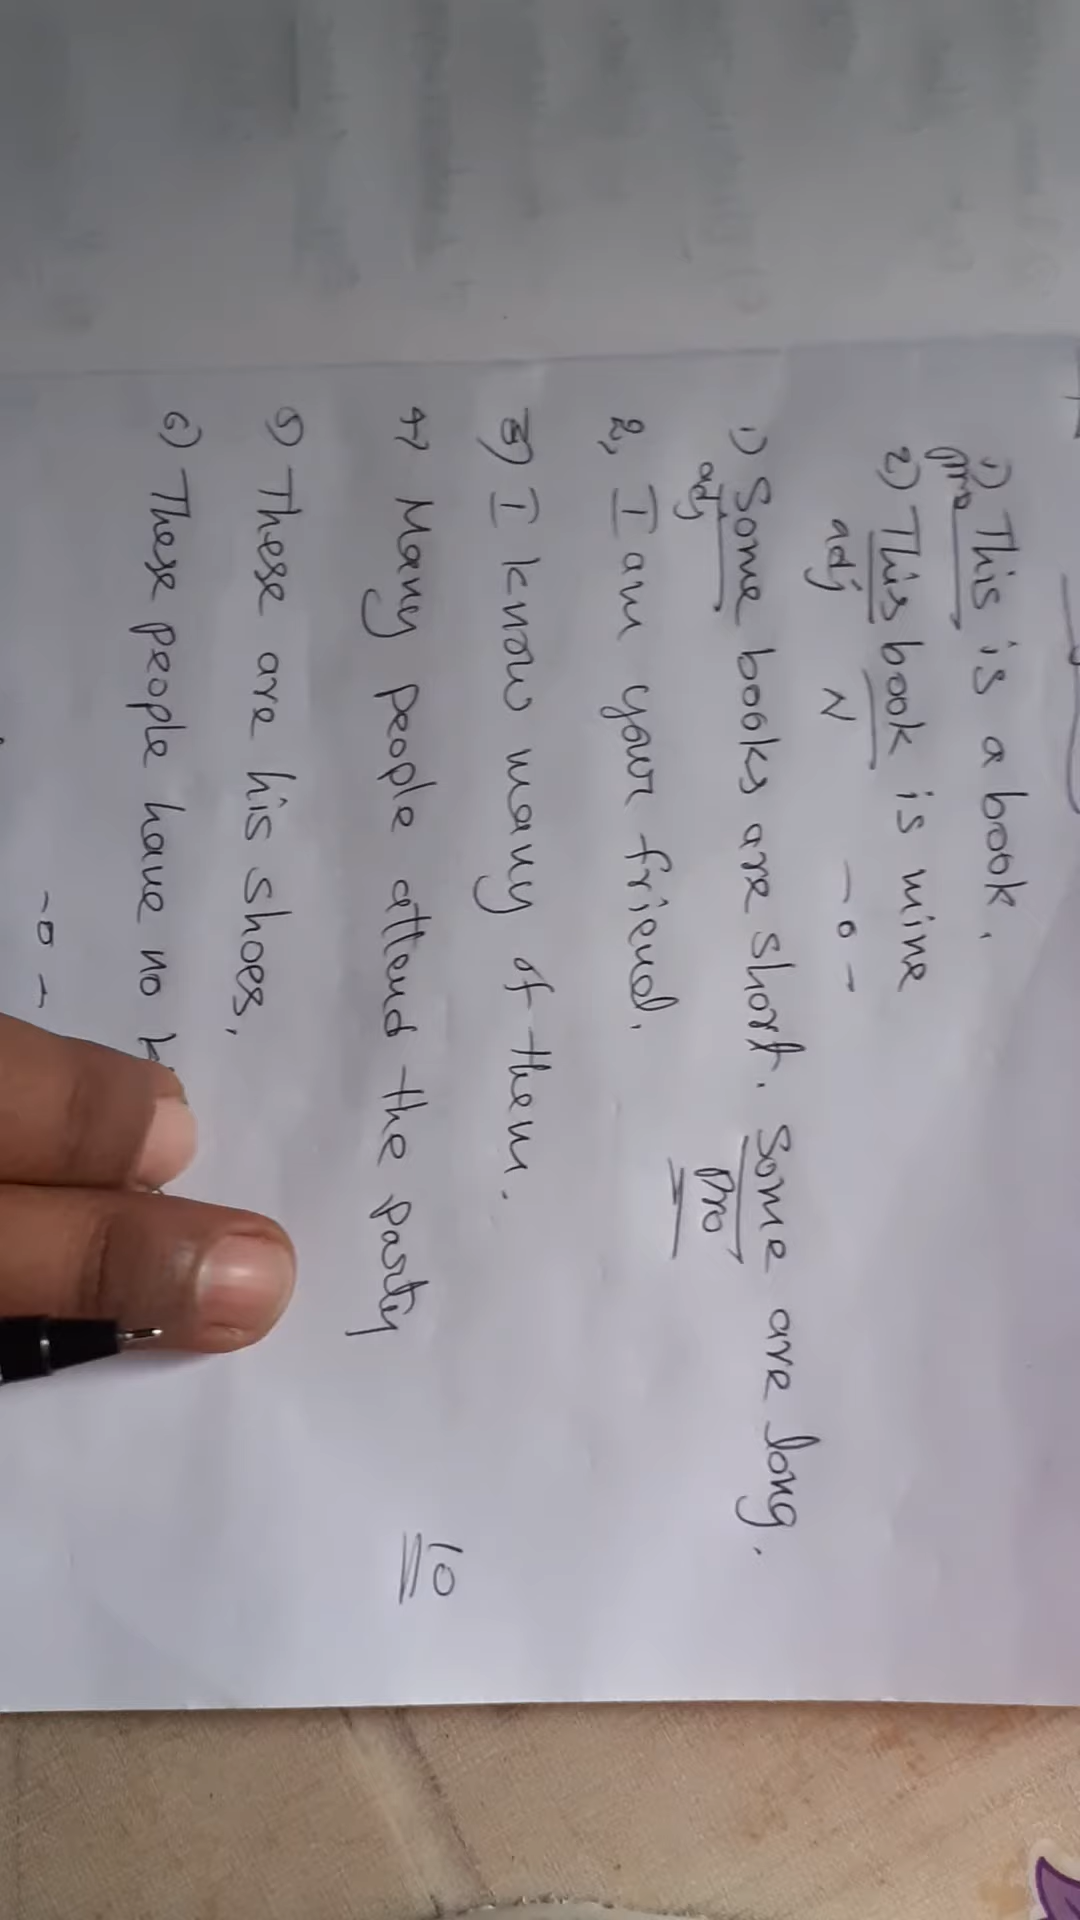 1) This is a book.
pro
2) This book is mine
adj N
- 0 -
1) Some books are short. Some are long.
adj Pro
2, I am your friend.
3) I know many of them.
4) Many people attend the party
10
5) These are his shoes,
6) These people have no
- 0 -